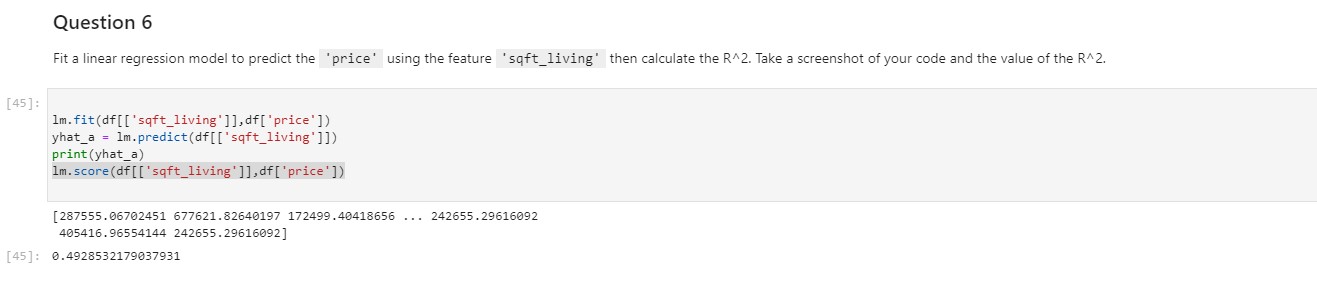 Question 6
Fit a linear regression model to predict the 'price' using the feature 'sqft_living' then calculate the R^2. Take a screenshot of your code and the value of the R^2.
[45]:
lm.fit(df[['sqft_living']],df['price'])
yhat_a = lm.predict(df[['sqft_living']])
print(yhat_a)
lm.score(df[['sqft_living']],df['price'])
[287555.06702451 677621.82640197 172499.40418656 ... 242655.29616092
405416.96554144 242655.29616092]
[45]: 0.4928532179037931